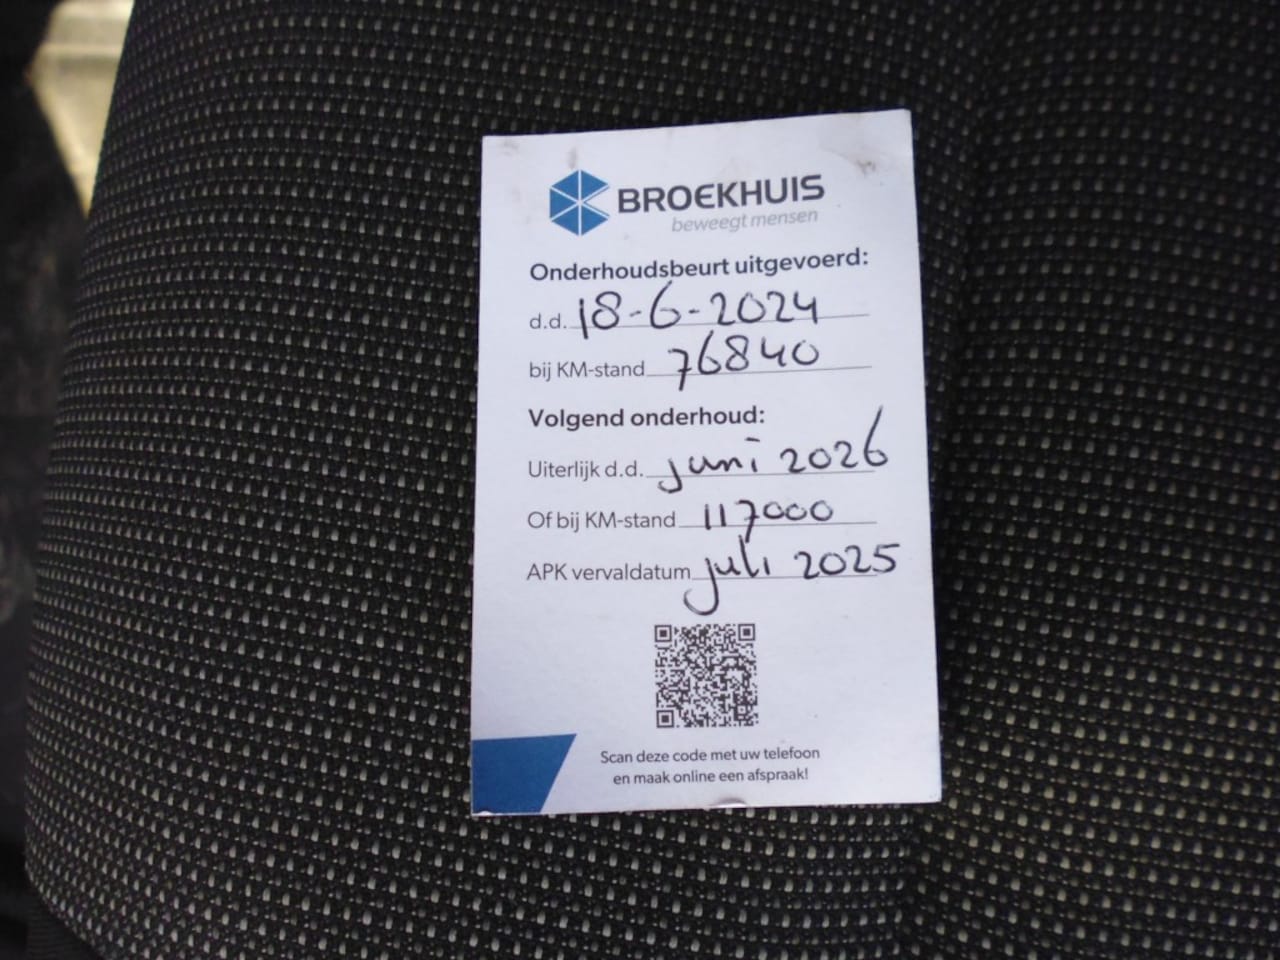 BROEKHUIS
beweegt mensen
Onderhoudsbeurt uitgevoerd:
d.d. 18-6-2024
bij KM-stand 76840
Volgend onderhoud:
Uiterlijk d.d. juni 2026
Of bij KM-stand 117000
APK vervaldatum juli 2025
Scan deze code met uw telefoon
en maak online een afspraak!